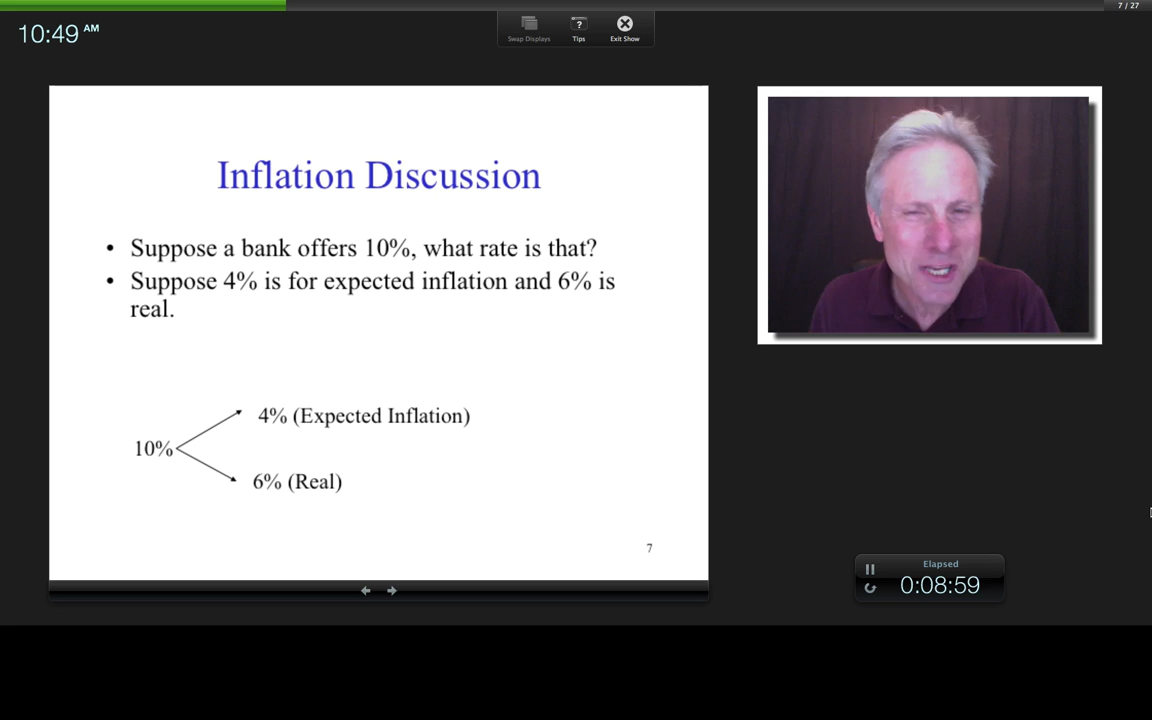 7 / 27
10:49 AM
Swap Displays
Tips
Exit Show
Inflation Discussion
• Suppose a bank offers 10%, what rate is that?
• Suppose 4% is for expected inflation and 6% is
real.
4% (Expected Inflation)
10%
6% (Real)
7
Elapsed
0:08:59